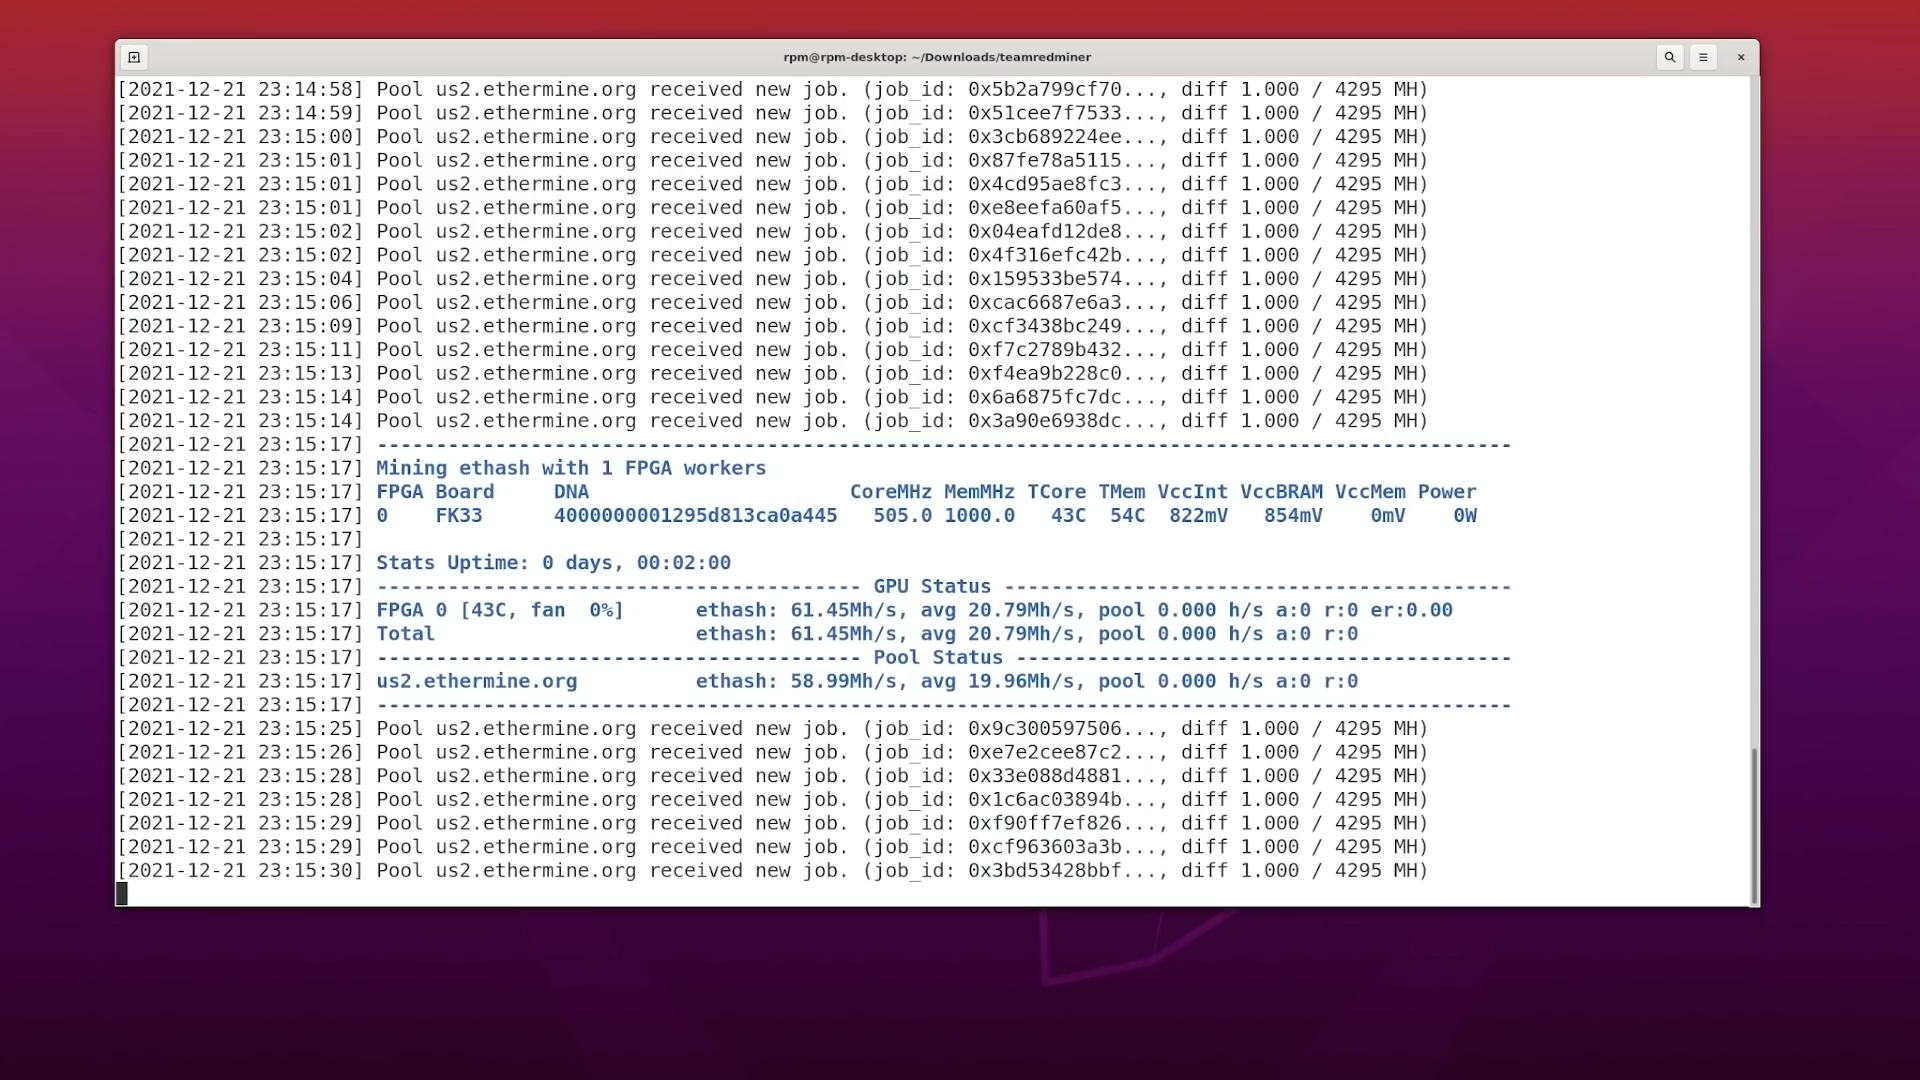 rpm@rpm-desktop: ~/Downloads/teamredminer
[2021-12-21 23:14:58] Pool us2.ethermine.org received new job. (job_id: 0x5b2a799cf70..., diff 1.000 / 4295 MH)
[2021-12-21 23:14:59] Pool us2.ethermine.org received new job. (job_id: 0x51cee7f7533..., diff 1.000 / 4295 MH)
[2021-12-21 23:15:00] Pool us2.ethermine.org received new job. (job_id: 0x3cb689224ee..., diff 1.000 / 4295 MH)
[2021-12-21 23:15:01] Pool us2.ethermine.org received new job. (job_id: 0x87fe78a5115..., diff 1.000 / 4295 MH)
[2021-12-21 23:15:01] Pool us2.ethermine.org received new job. (job_id: 0x4cd95ae8fc3..., diff 1.000 / 4295 MH)
[2021-12-21 23:15:01] Pool us2.ethermine.org received new job. (job_id: 0xe8eefa60af5..., diff 1.000 / 4295 MH)
[2021-12-21 23:15:02] Pool us2.ethermine.org received new job. (job_id: 0x04eafd12de8..., diff 1.000 / 4295 MH)
[2021-12-21 23:15:02] Pool us2.ethermine.org received new job. (job_id: 0x4f316efc42b..., diff 1.000 / 4295 MH)
[2021-12-21 23:15:04] Pool us2.ethermine.org received new job. (job_id: 0x159533be574..., diff 1.000 / 4295 MH)
[2021-12-21 23:15:06] Pool us2.ethermine.org received new job. (job_id: 0xcac6687e6a3..., diff 1.000 / 4295 MH)
[2021-12-21 23:15:09] Pool us2.ethermine.org received new job. (job_id: 0xcf3438bc249..., diff 1.000 / 4295 MH)
[2021-12-21 23:15:11] Pool us2.ethermine.org received new job. (job_id: 0xf7c2789b432..., diff 1.000 / 4295 MH)
[2021-12-21 23:15:13] Pool us2.ethermine.org received new job. (job_id: 0xf4ea9b228c0..., diff 1.000 / 4295 MH)
[2021-12-21 23:15:14] Pool us2.ethermine.org received new job. (job_id: 0x6a6875fc7dc..., diff 1.000 / 4295 MH)
[2021-12-21 23:15:14] Pool us2.ethermine.org received new job. (job_id: 0x3a90e6938dc..., diff 1.000 / 4295 MH)
[2021-12-21 23:15:17] ------------------------------------------------------------------------------------------------
[2021-12-21 23:15:17] Mining ethash with 1 FPGA workers
[2021-12-21 23:15:17] FPGA Board     DNA                      CoreMHz MemMHz TCore TMem VccInt VccBRAM VccMem Power
[2021-12-21 23:15:17] 0    FK33      4000000001295d813ca0a445   505.0 1000.0   43C  54C  822mV   854mV    0mV    0W
[2021-12-21 23:15:17]
[2021-12-21 23:15:17] Stats Uptime: 0 days, 00:02:00
[2021-12-21 23:15:17] ----------------------------------------- GPU Status -------------------------------------------
[2021-12-21 23:15:17] FPGA 0 [43C, fan  0%]      ethash: 61.45Mh/s, avg 20.79Mh/s, pool 0.000 h/s a:0 r:0 er:0.00
[2021-12-21 23:15:17] Total                      ethash: 61.45Mh/s, avg 20.79Mh/s, pool 0.000 h/s a:0 r:0
[2021-12-21 23:15:17] ----------------------------------------- Pool Status ------------------------------------------
[2021-12-21 23:15:17] us2.ethermine.org          ethash: 58.99Mh/s, avg 19.96Mh/s, pool 0.000 h/s a:0 r:0
[2021-12-21 23:15:17] ------------------------------------------------------------------------------------------------
[2021-12-21 23:15:25] Pool us2.ethermine.org received new job. (job_id: 0x9c300597506..., diff 1.000 / 4295 MH)
[2021-12-21 23:15:26] Pool us2.ethermine.org received new job. (job_id: 0xe7e2cee87c2..., diff 1.000 / 4295 MH)
[2021-12-21 23:15:28] Pool us2.ethermine.org received new job. (job_id: 0x33e088d4881..., diff 1.000 / 4295 MH)
[2021-12-21 23:15:28] Pool us2.ethermine.org received new job. (job_id: 0x1c6ac03894b..., diff 1.000 / 4295 MH)
[2021-12-21 23:15:29] Pool us2.ethermine.org received new job. (job_id: 0xf90ff7ef826..., diff 1.000 / 4295 MH)
[2021-12-21 23:15:29] Pool us2.ethermine.org received new job. (job_id: 0xcf963603a3b..., diff 1.000 / 4295 MH)
[2021-12-21 23:15:30] Pool us2.ethermine.org received new job. (job_id: 0x3bd53428bbf..., diff 1.000 / 4295 MH)